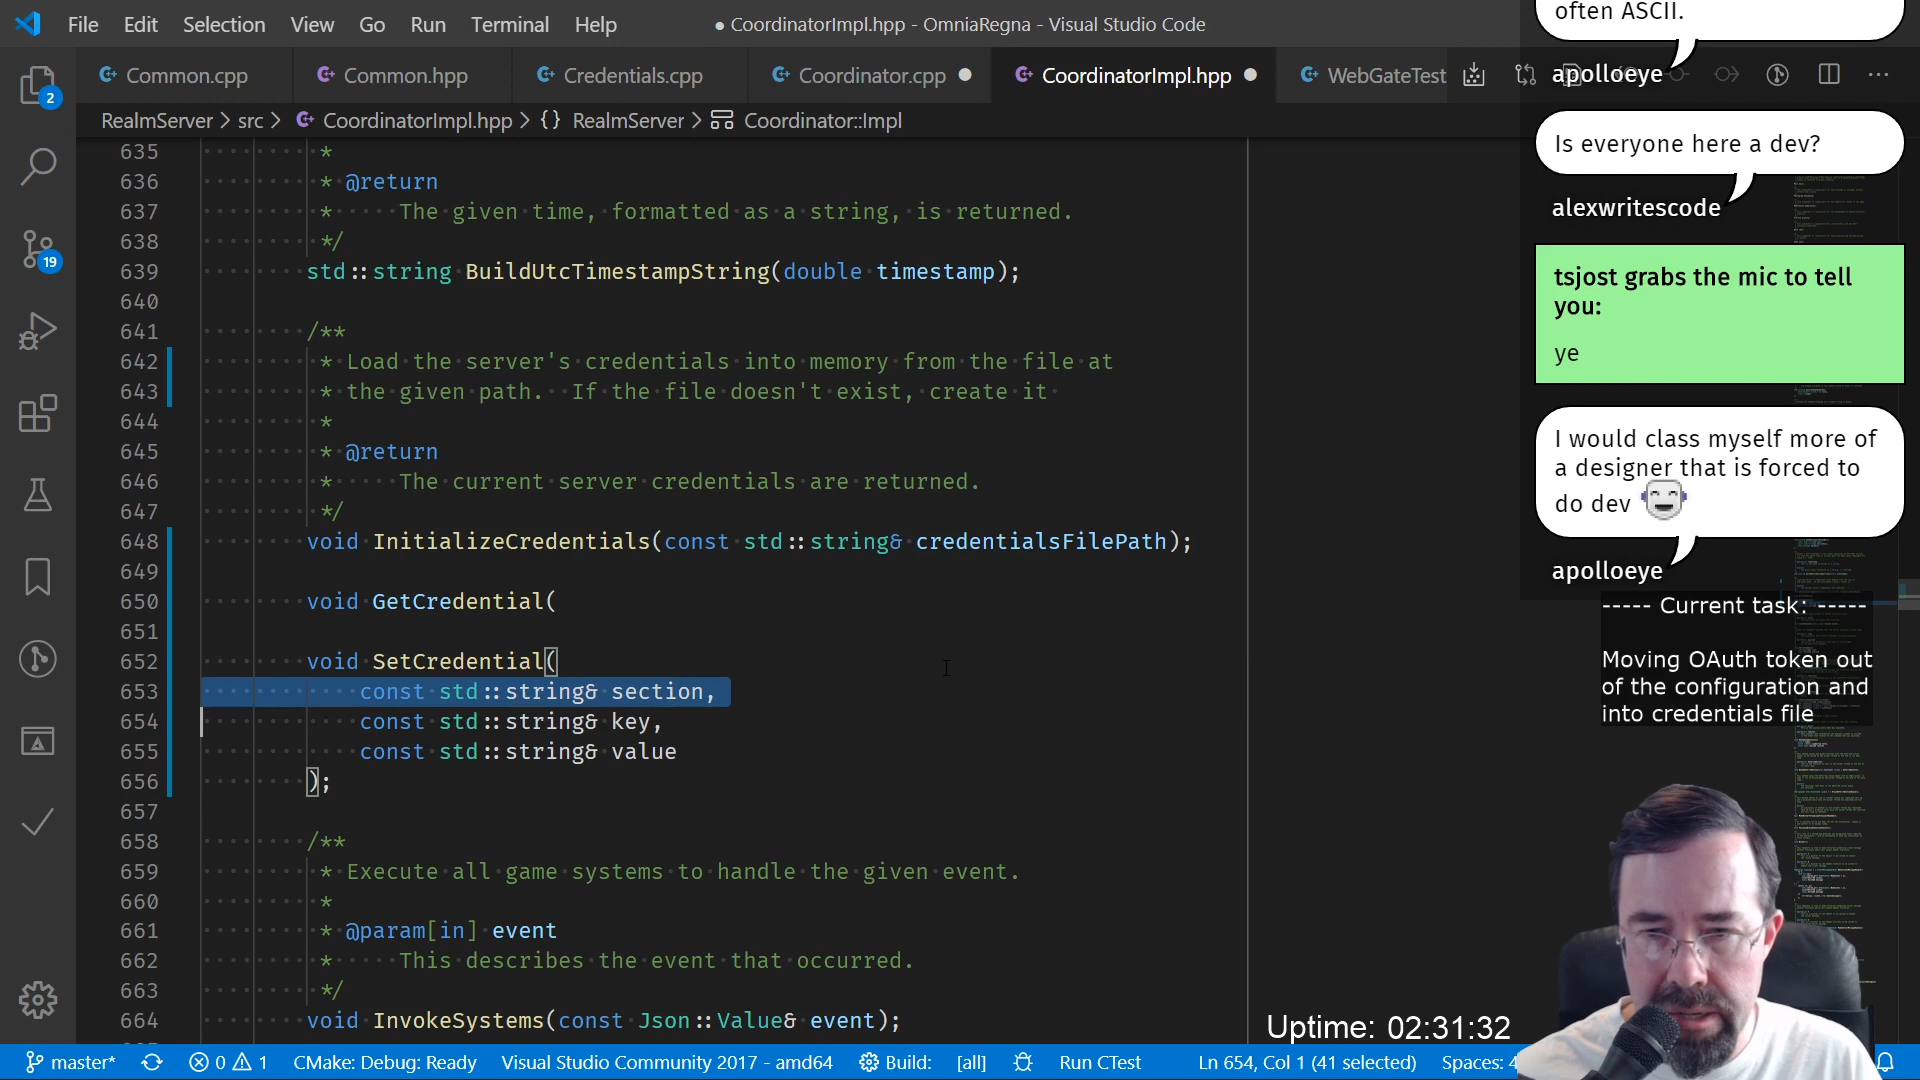 File Edit Selection View Go Run Terminal Help
● CoordinatorImpl.hpp - OmniaRegna - Visual Studio Code
Common.cpp Common.hpp Credentials.cpp Coordinator.cpp CoordinatorImpl.hpp WebGateTest
RealmServer > src > CoordinatorImpl.hpp > {} RealmServer > Coordinator::Impl
2
19
635 *
636 * @return
637 * The given time, formatted as a string, is returned.
638 */
639 std::string BuildUtcTimestampString(double timestamp);
640
641 /**
642 * Load the server's credentials into memory from the file at
643 * the given path. If the file doesn't exist, create it
644 *
645 * @return
646 * The current server credentials are returned.
647 */
648 void InitializeCredentials(const std::string& credentialsFilePath);
649
650 void GetCredential(
651
652 void SetCredential(
653 const std::string& section,
654 const std::string& key,
655 const std::string& value
656 );
657
658 /**
659 * Execute all game systems to handle the given event.
660 *
661 * @param[in] event
662 * This describes the event that occurred.
663 */
664 void InvokeSystems(const Json::Value& event);
often ASCII.
apolloeye
Is everyone here a dev?
alexwritescode
tsjost grabs the mic to tell
you:
ye
I would class myself more of
a designer that is forced to
do dev
apolloeye
----- Current task: -----
Moving OAuth token out
of the configuration and
into credentials file
Uptime: 02:31:32
master* 0 1 CMake: Debug: Ready Visual Studio Community 2017 - amd64 Build: [all] Run CTest Ln 654, Col 1 (41 selected) Spaces: 4